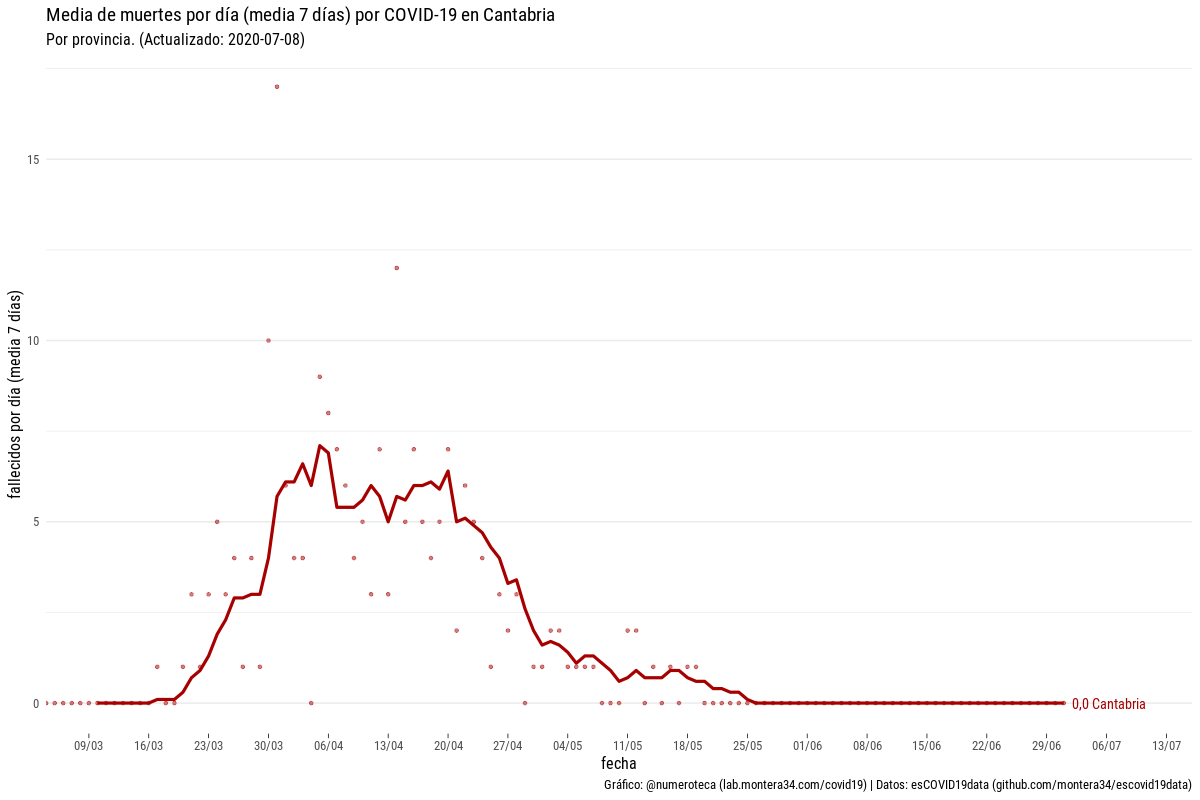 Media de muertes por día (media 7 días) por COVID-19 en Cantabria
Por provincia. (Actualizado: 2020-07-08)
fallecidos por día (media 7 días)
15
10
5
0
0,0 Cantabria
09/03 16/03 23/03 30/03 06/04 13/04 20/04 27/04 04/05 11/05 18/05 25/05 01/06 08/06 15/06 22/06 29/06 06/07 13/07
fecha
Gráfico: @numeroteca (lab.montera34.com/covid19) | Datos: esCOVID19data (github.com/montera34/escovid19data)